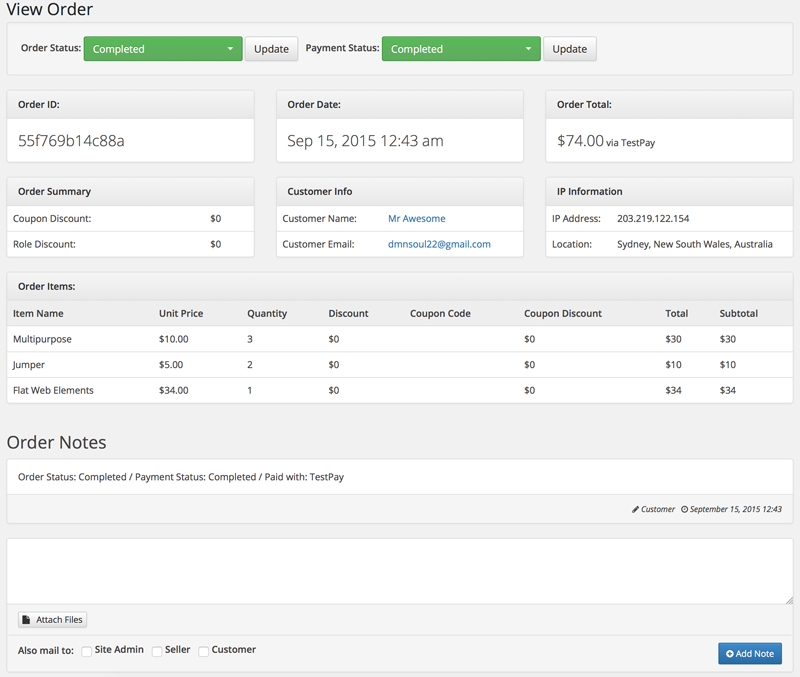 View Order
Order Status: Completed Update Payment Status: Completed Update
Order ID: Order Date: Order Total:
55f769b14c88a Sep 15, 2015 12:43 am $74.00 via TestPay
Order Summary Customer Info IP Information
Coupon Discount: $0 Customer Name: Mr Awesome IP Address: 203.219.122.154
Role Discount: $0 Customer Email: dmnsoul22@gmail.com Location: Sydney, New South Wales, Australia
Order Items:
Item Name Unit Price Quantity Discount Coupon Code Coupon Discount Total Subtotal
Multipurpose $10.00 3 $0 $0 $30 $30
Jumper $5.00 2 $0 $0 $10 $10
Flat Web Elements $34.00 1 $0 $0 $34 $34
Order Notes
Order Status: Completed / Payment Status: Completed / Paid with: TestPay
Customer September 15, 2015 12:43
Attach Files
Also mail to: Site Admin Seller Customer Add Note